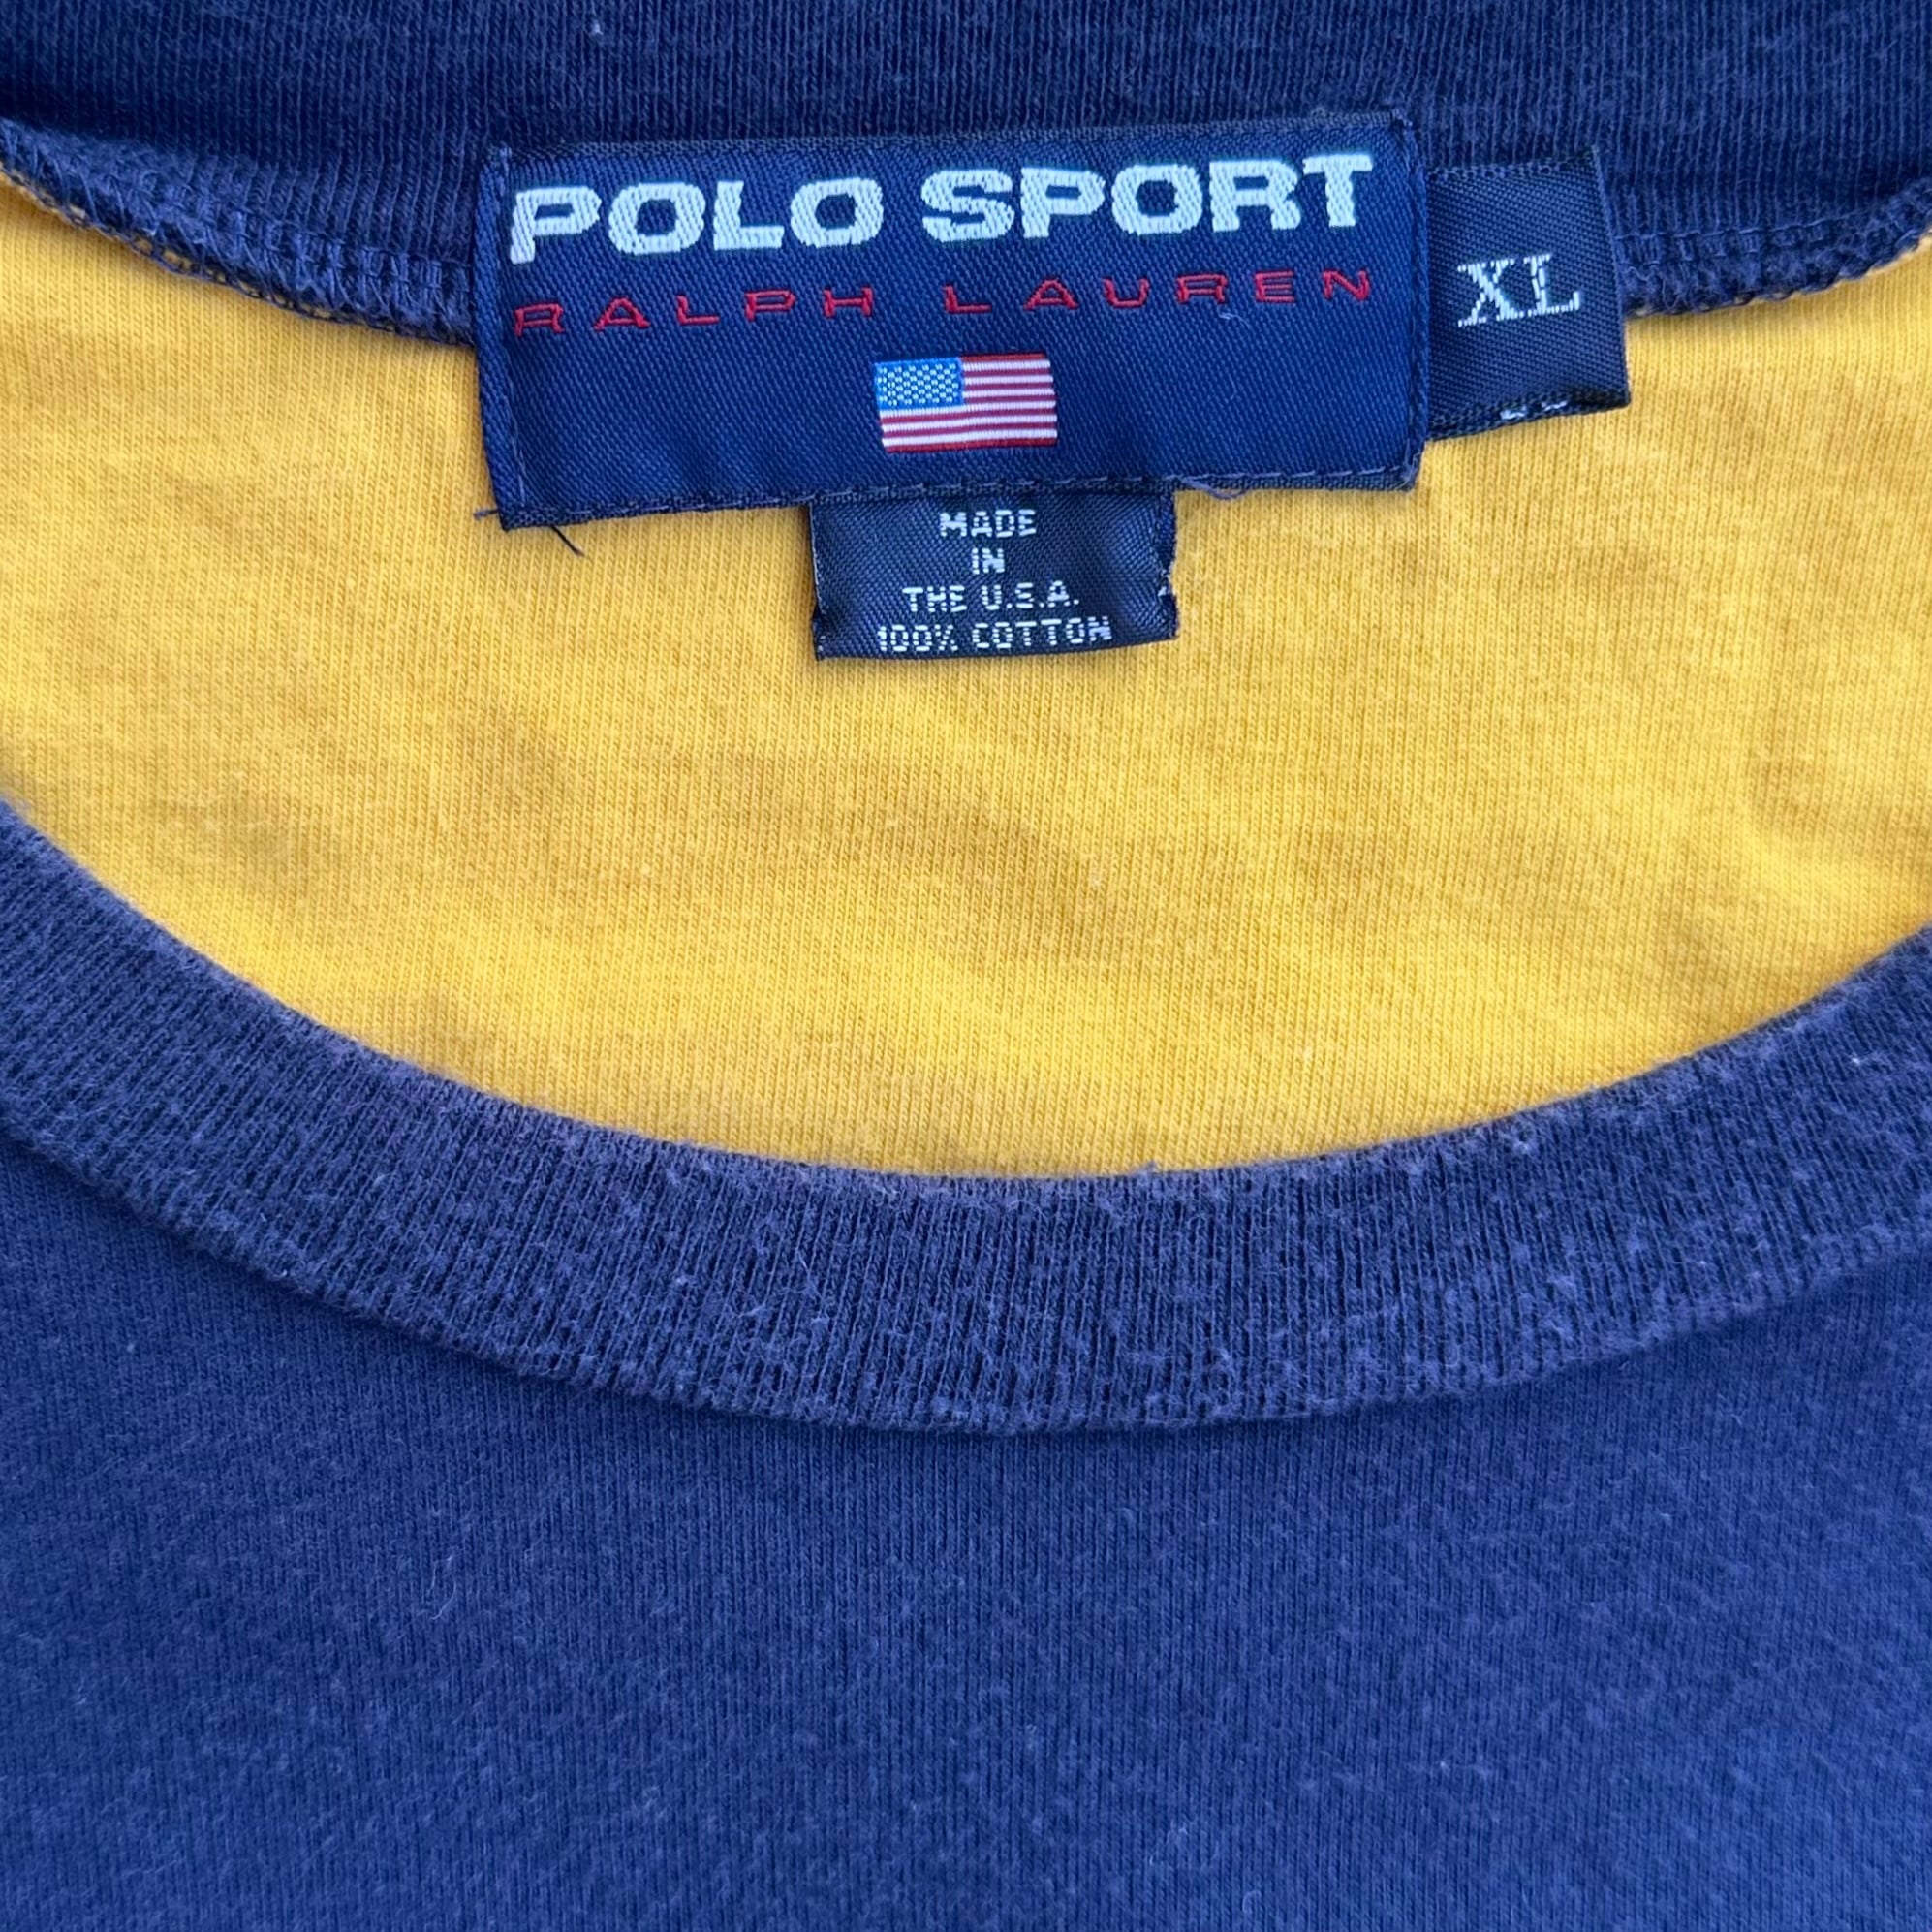 POLO SPORT
RALPH LAUREN
XL
MADE
IN
THE U.S.A.
100% COTTON